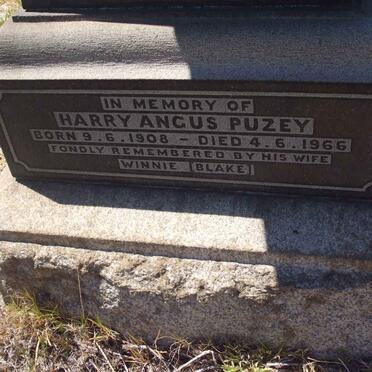 IN MEMORY OF
HARRY ANGUS PUZEY
BORN 9.6.1908 - DIED 4.6.1966
FONDLY REMEMBERED BY HIS WIFE
WINNIE [BLAKE]